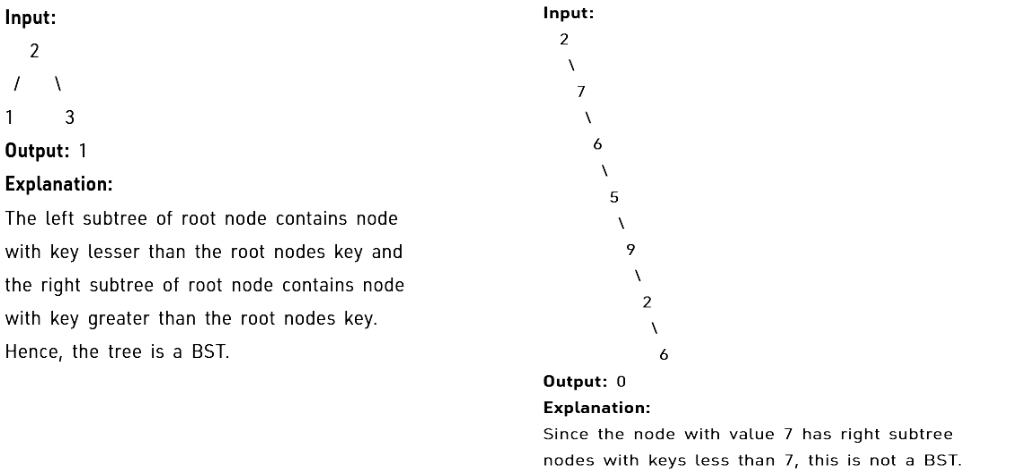 Input:
2
/ \
1 3
Output: 1
Explanation:
The left subtree of root node contains node
with key lesser than the root nodes key and
the right subtree of root node contains node
with key greater than the root nodes key.
Hence, the tree is a BST.
Input:
2
\
7
\
6
\
5
\
9
\
2
\
6
Output: 0
Explanation:
Since the node with value 7 has right subtree
nodes with keys less than 7, this is not a BST.